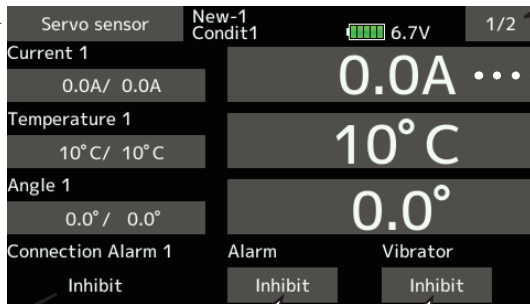 Servo sensor New-1 1/2
Condit1 6.7V
Current 1
0.0A/ 0.0A 0.0A ...
Temperature 1
10°C/ 10°C 10°C
Angle 1
0.0°/ 0.0° 0.0°
Connection Alarm 1 Alarm Vibrator
Inhibit Inhibit Inhibit